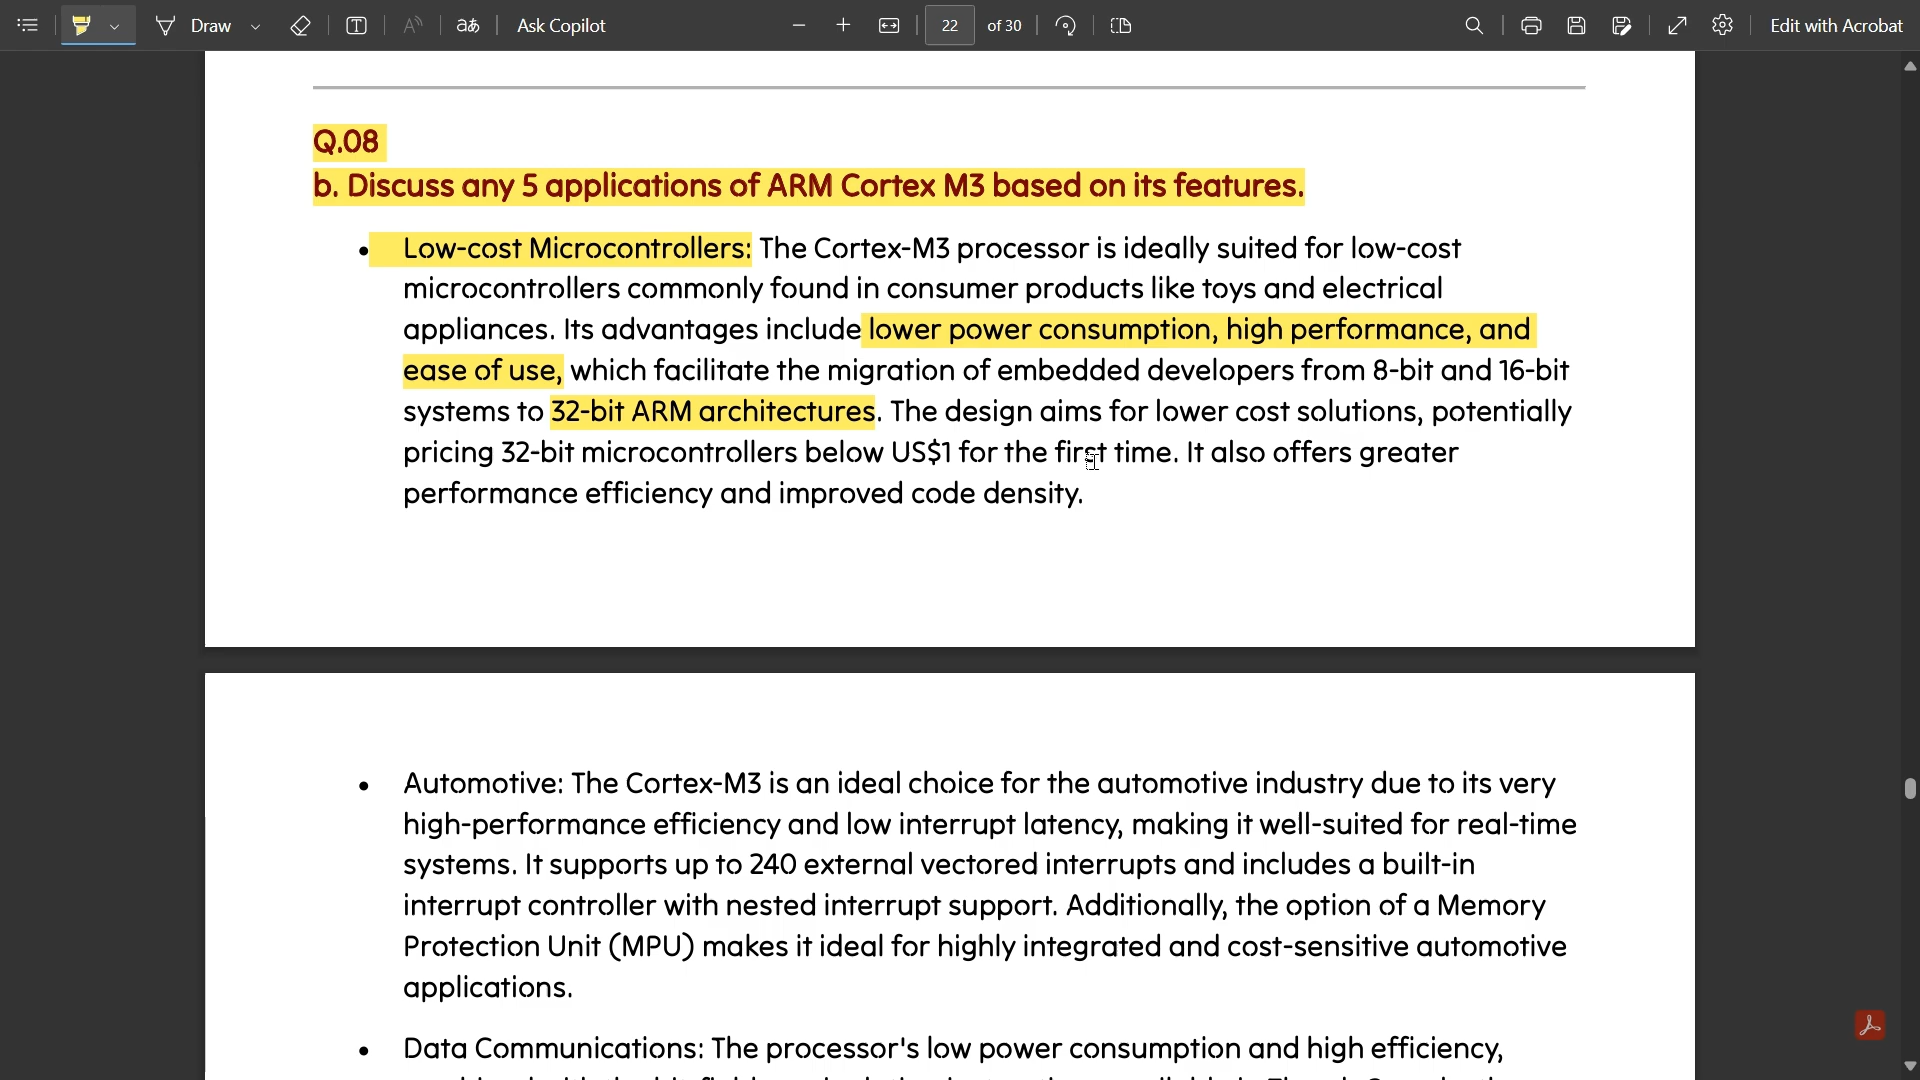 Draw
Ask Copilot
22 of 30
Edit with Acrobat
Q.08
b. Discuss any 5 applications of ARM Cortex M3 based on its features.
• Low-cost Microcontrollers: The Cortex-M3 processor is ideally suited for low-cost
microcontrollers commonly found in consumer products like toys and electrical
appliances. Its advantages include lower power consumption, high performance, and
ease of use, which facilitate the migration of embedded developers from 8-bit and 16-bit
systems to 32-bit ARM architectures. The design aims for lower cost solutions, potentially
pricing 32-bit microcontrollers below US$1 for the first time. It also offers greater
performance efficiency and improved code density.
• Automotive: The Cortex-M3 is an ideal choice for the automotive industry due to its very
high-performance efficiency and low interrupt latency, making it well-suited for real-time
systems. It supports up to 240 external vectored interrupts and includes a built-in
interrupt controller with nested interrupt support. Additionally, the option of a Memory
Protection Unit (MPU) makes it ideal for highly integrated and cost-sensitive automotive
applications.
• Data Communications: The processor's low power consumption and high efficiency,